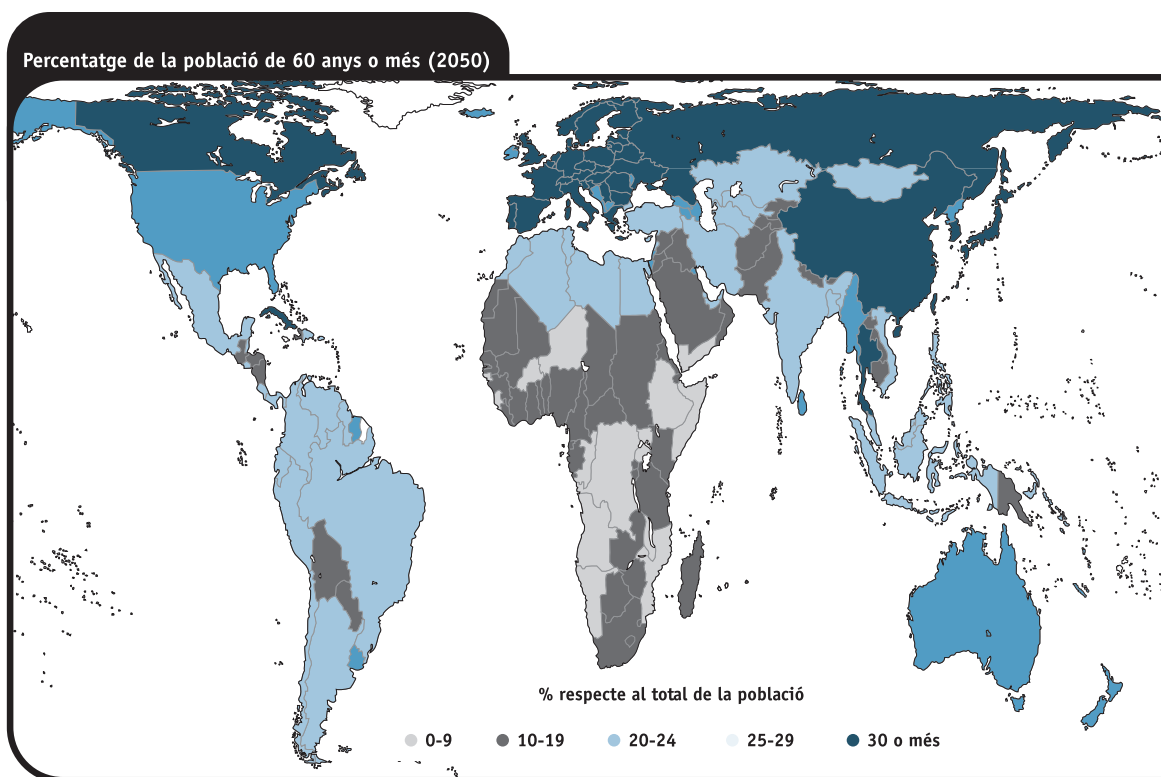 Percentatge de la població de 60 anys o més (2050)
% respecte al total de la població
0-9 10-19 20-24 25-29 30 o més